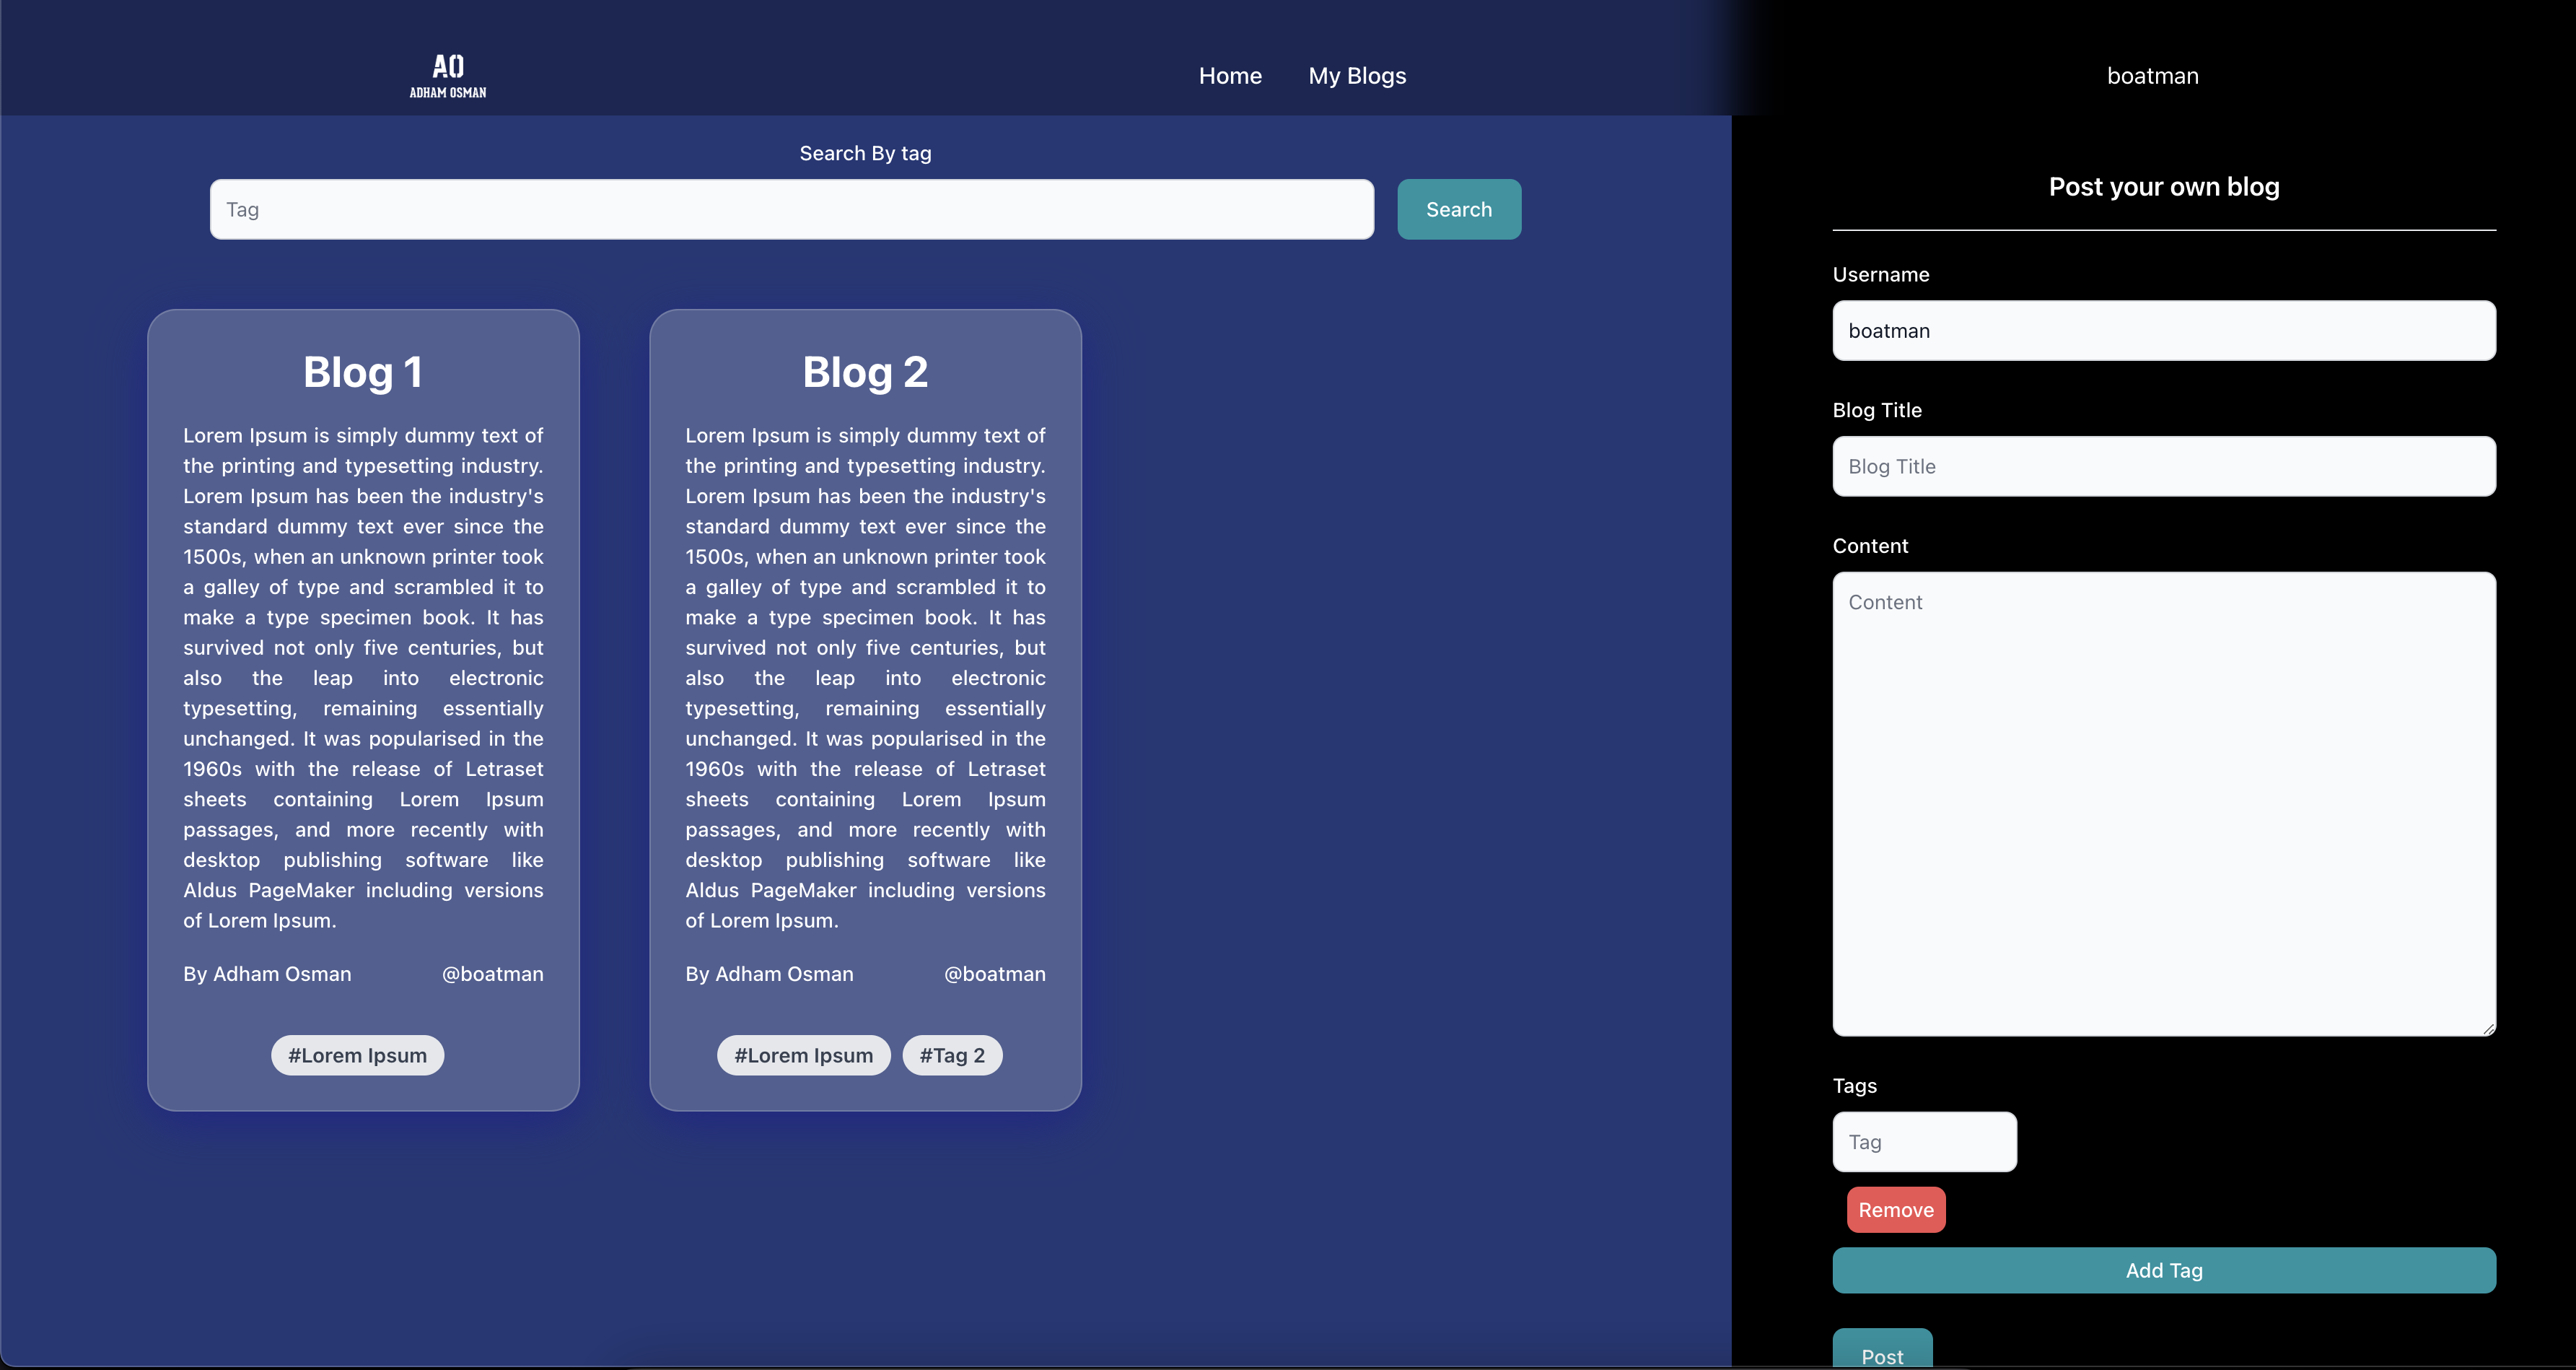 AO
ADHAM OSMAN
Home
My Blogs
boatman
Search By tag
Tag
Search
Blog 1
Lorem Ipsum is simply dummy text of
the printing and typesetting industry.
Lorem Ipsum has been the industry's
standard dummy text ever since the
1500s, when an unknown printer took
a galley of type and scrambled it to
make a type specimen book. It has
survived not only five centuries, but
also the leap into electronic
typesetting, remaining essentially
unchanged. It was popularised in the
1960s with the release of Letraset
sheets containing Lorem Ipsum
passages, and more recently with
desktop publishing software like
Aldus PageMaker including versions
of Lorem Ipsum.
By Adham Osman
@boatman
#Lorem Ipsum
Blog 2
Lorem Ipsum is simply dummy text of
the printing and typesetting industry.
Lorem Ipsum has been the industry's
standard dummy text ever since the
1500s, when an unknown printer took
a galley of type and scrambled it to
make a type specimen book. It has
survived not only five centuries, but
also the leap into electronic
typesetting, remaining essentially
unchanged. It was popularised in the
1960s with the release of Letraset
sheets containing Lorem Ipsum
passages, and more recently with
desktop publishing software like
Aldus PageMaker including versions
of Lorem Ipsum.
By Adham Osman
@boatman
#Lorem Ipsum
#Tag 2
Post your own blog
Username
boatman
Blog Title
Blog Title
Content
Content
Tags
Tag
Remove
Add Tag
Post